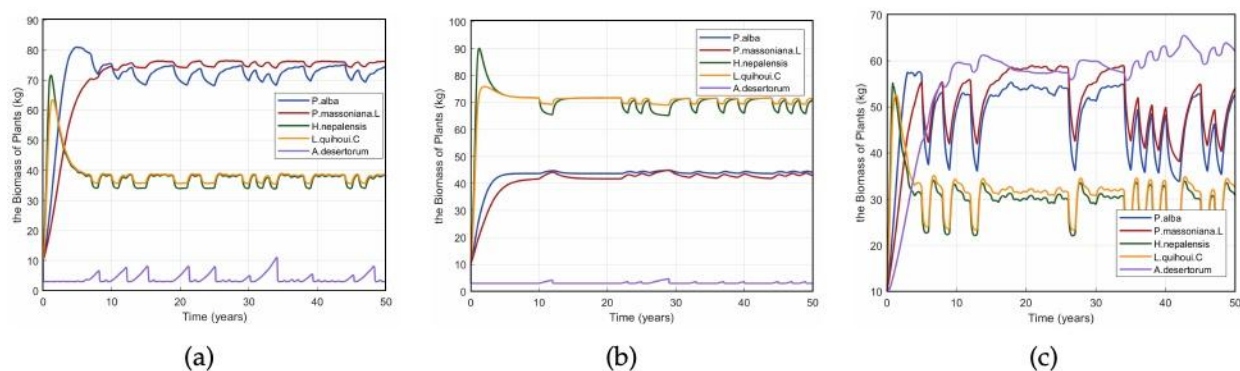 90
80
70
60
50
40
30
20
10
0
0 10 20 30 40 50
the Biomass of Plants (kg)
Time (years)
P.alba
P.massoniana.L
H.nepalensis
L.quihoui.C
A.desertorum
(a)
100
90
80
70
60
50
40
30
20
10
0
0 10 20 30 40 50
the Biomass of Plants (kg)
Time (years)
P.alba
P.massoniana.L
H.nepalensis
L.quihoui.C
A.desertorum
(b)
70
60
50
40
30
20
10
0 10 20 30 40 50
the Biomass of Plants (kg)
Time (years)
P.alba
P.massoniana.L
H.nepalensis
L.quihoui.C
A.desertorum
(c)